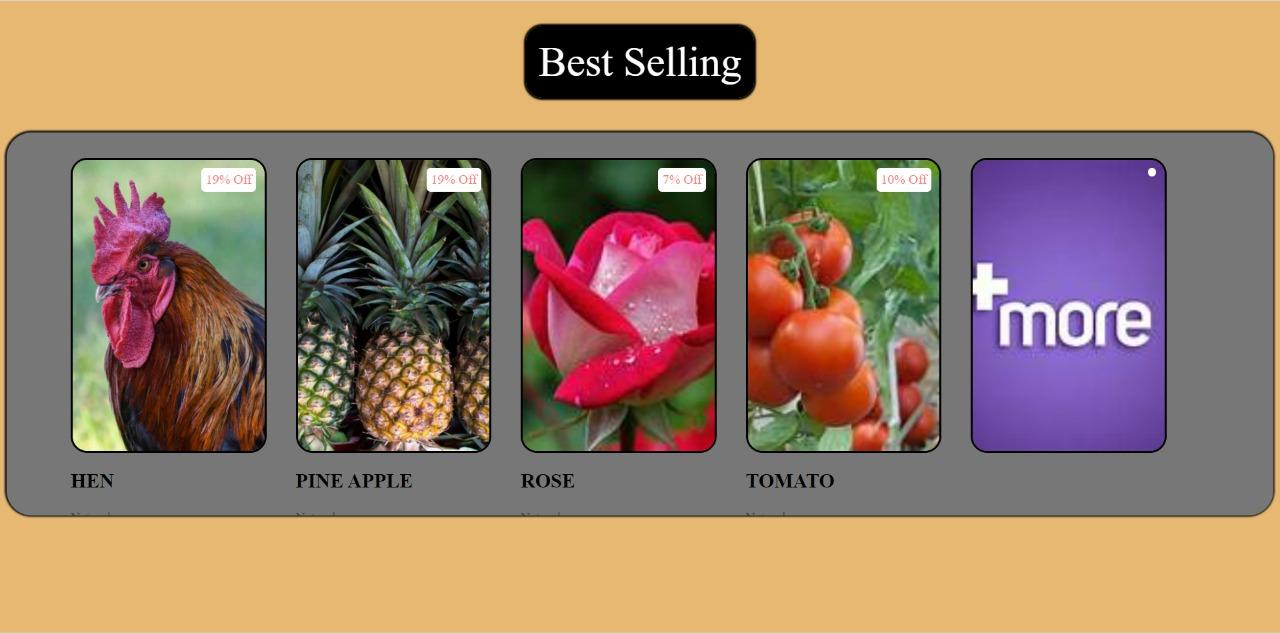 Best Selling
19% Off
19% Off
7% Off
10% Off
+more
HEN
PINE APPLE
ROSE
TOMATO